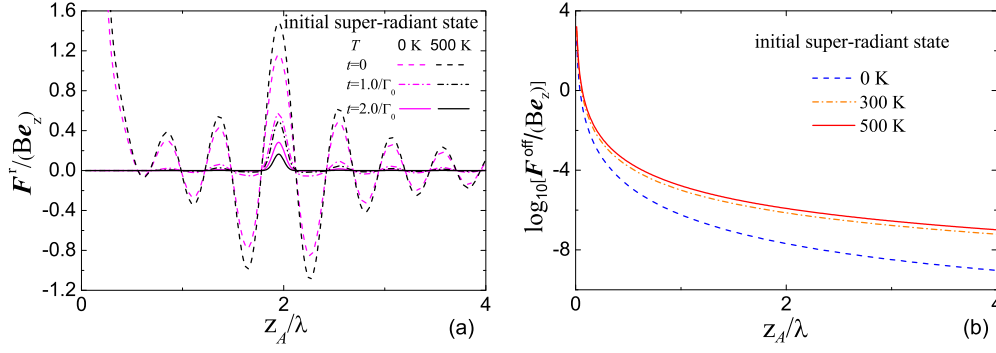 1.6
1.2
0.8
0.4
0.0
-0.4
-0.8
-1.2
0 1 2 3 4
F^r/(Be_z)
z_A/λ
(a)
initial super-radiant state
T 0 K 500 K
t=0
t=1.0/Γ_0
t=2.0/Γ_0
4
0
-4
-8
0 2 4
log_10[F^off/(Be_z)]
z_A/λ
(b)
initial super-radiant state
0 K
300 K
500 K